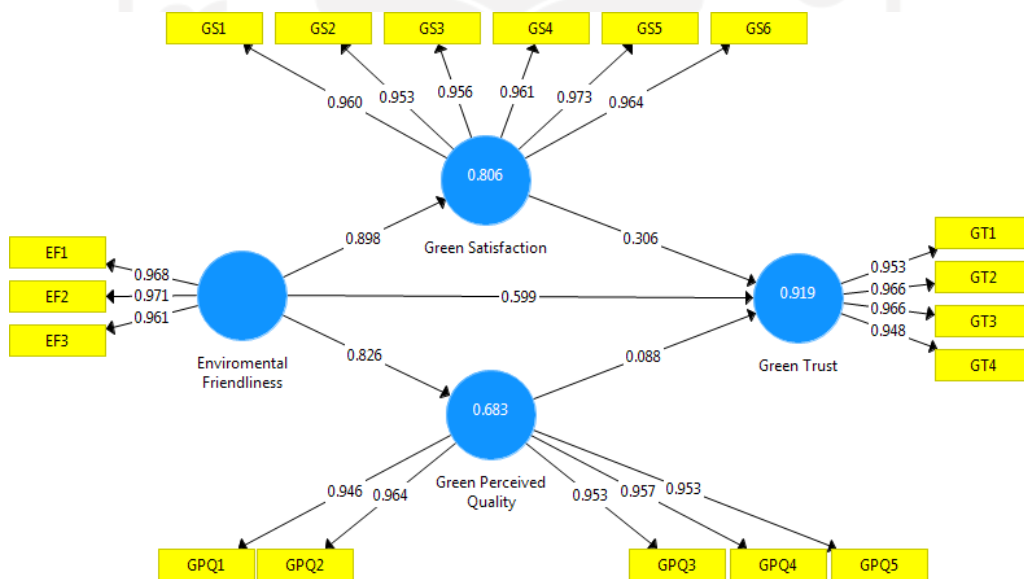 GS1 GS2 GS3 GS4 GS5 GS6
0.960 0.953 0.956 0.961 0.973 0.964
0.806
Green Satisfaction
0.898
0.306
EF1
EF2
EF3
0.968
0.971
0.961
Enviromental
Friendliness
0.599
0.826
0.088
0.919
Green Trust
0.953
0.966
0.966
0.948
GT1
GT2
GT3
GT4
0.683
Green Perceived
Quality
0.946 0.964 0.953 0.957 0.953
GPQ1 GPQ2 GPQ3 GPQ4 GPQ5